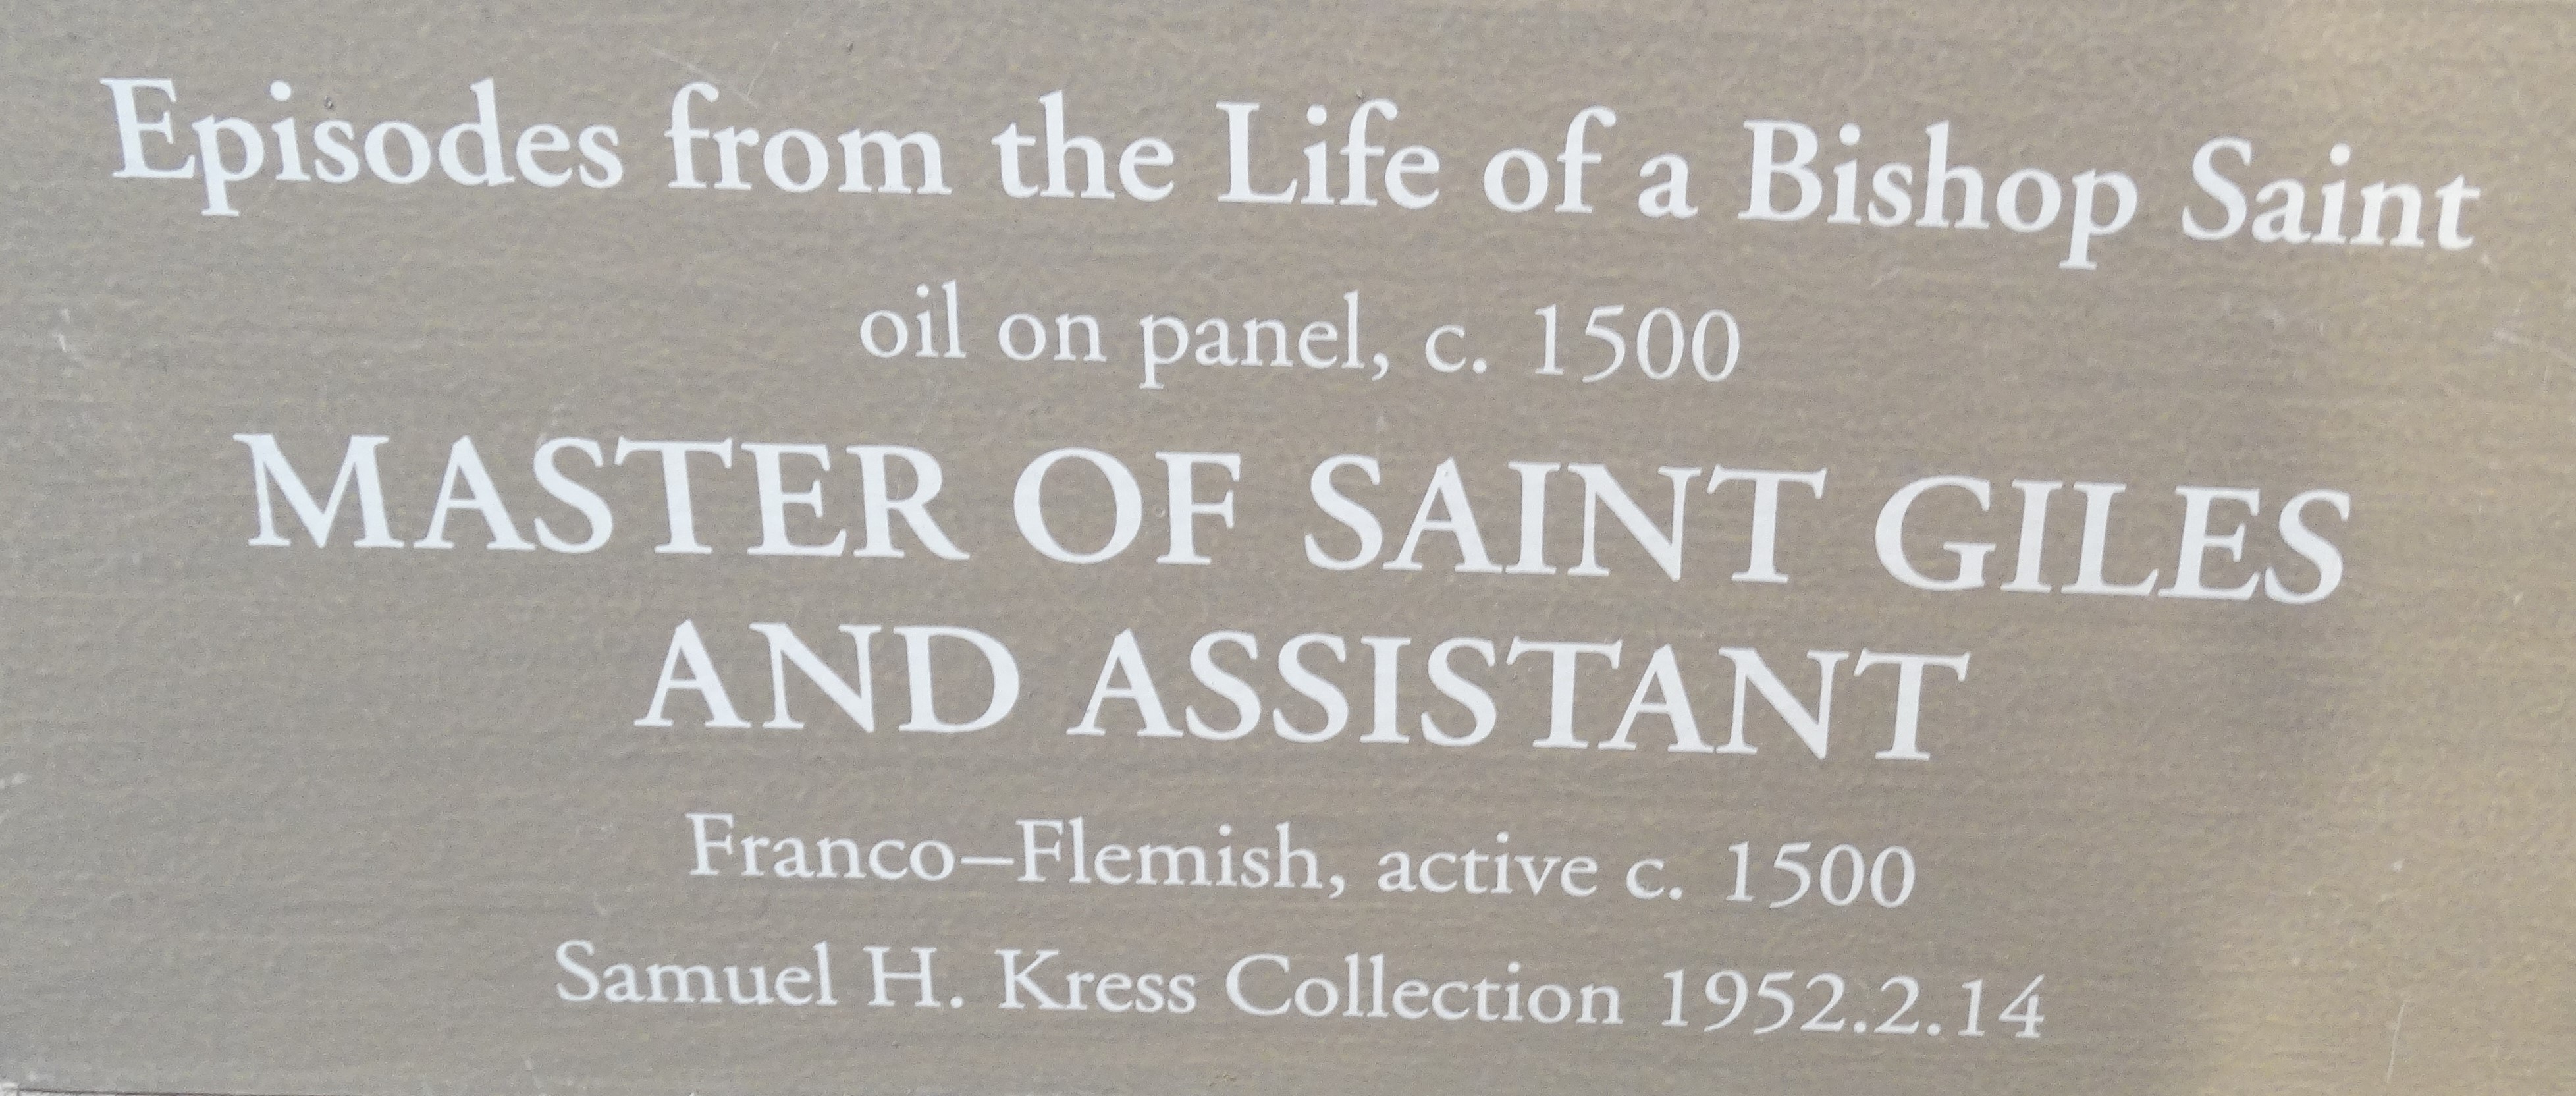 Episodes from the Life of a Bishop Saint
oil on panel, c. 1500
MASTER OF SAINT GILES
AND ASSISTANT
Franco–Flemish, active c. 1500
Samuel H. Kress Collection 1952.2.14